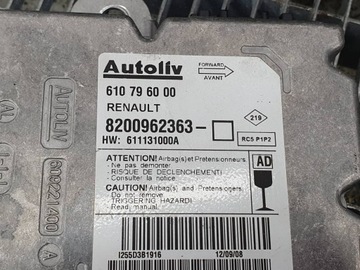 Autoliv
FORWARD
AVANT
610 79 60 00
RENAULT
8200962363-
HW: 611131000A
219
RC5 P1P2
ATTENTION! Airbag(s) et Pretensionneurs
- Ne pas demonter
- RISQUE DE DECLENCHEMENT!
- Consulter la notice
CAUTION! Airbag(s) and Pretensioners
- Do not remove
TRIGGERING HAZARD!
- Read manual
AD
I255D3B1916
12/09/08
AUTOLIV